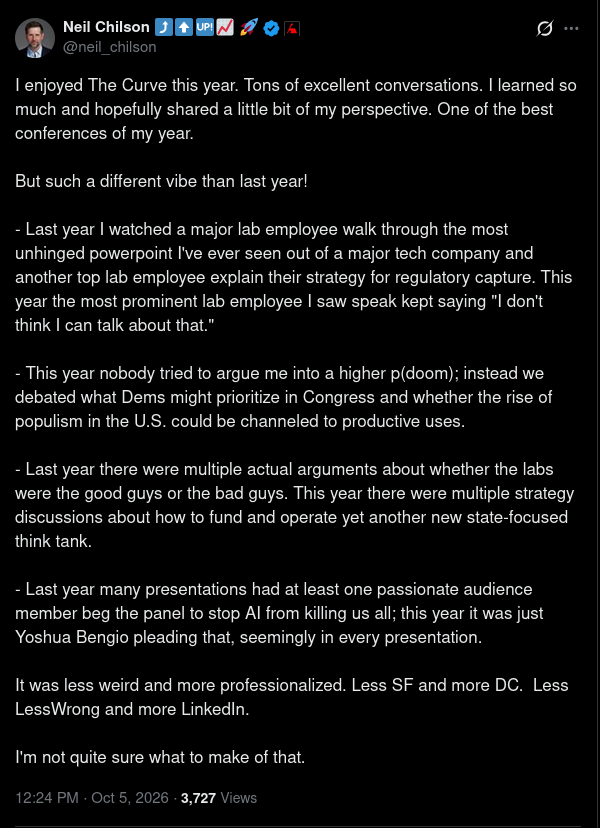 Neil Chilson ⤴️⬆️🆙📈 🚀
@neil_chilson
I enjoyed The Curve this year. Tons of excellent conversations. I learned so
much and hopefully shared a little bit of my perspective. One of the best
conferences of my year.
But such a different vibe than last year!
- Last year I watched a major lab employee walk through the most
unhinged powerpoint I've ever seen out of a major tech company and
another top lab employee explain their strategy for regulatory capture. This
year the most prominent lab employee I saw speak kept saying "I don't
think I can talk about that."
- This year nobody tried to argue me into a higher p(doom); instead we
debated what Dems might prioritize in Congress and whether the rise of
populism in the U.S. could be channeled to productive uses.
- Last year there were multiple actual arguments about whether the labs
were the good guys or the bad guys. This year there were multiple strategy
discussions about how to fund and operate yet another new state-focused
think tank.
- Last year many presentations had at least one passionate audience
member beg the panel to stop AI from killing us all; this year it was just
Yoshua Bengio pleading that, seemingly in every presentation.
It was less weird and more professionalized. Less SF and more DC.  Less
LessWrong and more LinkedIn.
I'm not quite sure what to make of that.
12:24 PM · Oct 5, 2026 · 3,727 Views